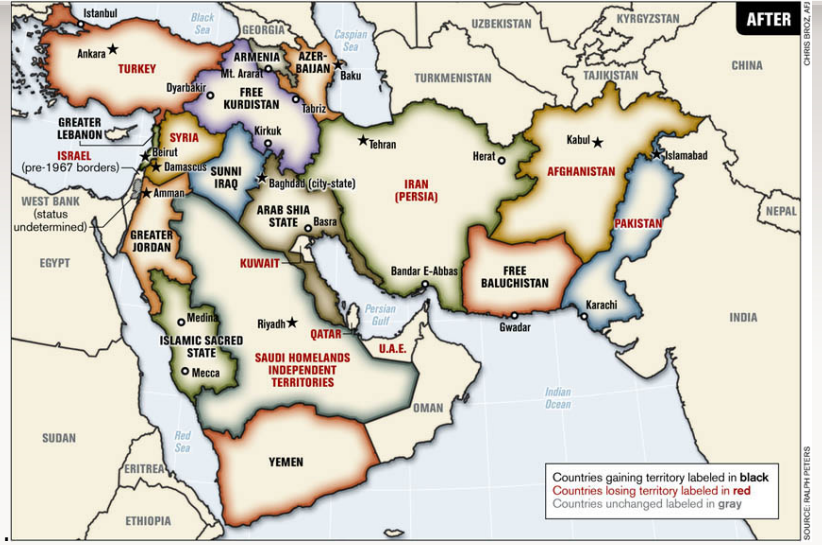 AFTER
CHRIS BROZ, AFJ
Istanbul
Black
Sea
GEORGIA
Caspian
Sea
UZBEKISTAN
KYRGYZSTAN
CHINA
Ankara
TURKEY
ARMENIA
Mt. Ararat
AZER-
BAIJAN
Baku
TURKMENISTAN
TAJIKISTAN
Dyarbakir
FREE
KURDISTAN
Tabriz
GREATER
LEBANON
SYRIA
Kirkuk
Tehran
Herat
Kabul
Islamabad
ISRAEL
(pre-1967 borders)
Beirut
Damascus
SUNNI
IRAQ
Baghdad (city-state)
IRAN
(PERSIA)
AFGHANISTAN
WEST BANK
(status
undetermined)
Amman
ARAB SHIA
STATE
Basra
PAKISTAN
NEPAL
GREATER
JORDAN
EGYPT
KUWAIT
Bandar E-Abbas
FREE
BALUCHISTAN
Karachi
INDIA
Medina
ISLAMIC SACRED
STATE
Mecca
Riyadh
Persian
Gulf
QATAR
U.A.E.
Gwadar
SAUDI HOMELANDS
INDEPENDENT
TERRITORIES
OMAN
Indian
Ocean
SUDAN
Red
Sea
YEMEN
ERITREA
ETHIOPIA
Countries gaining territory labeled in black
Countries losing territory labeled in red
Countries unchanged labeled in gray
SOURCE: RALPH PETERS